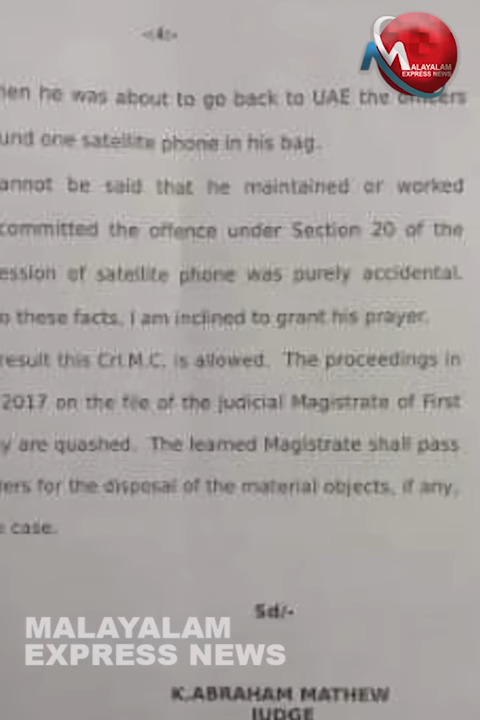 -:4:-
MALAYALAM
EXPRESS NEWS
hen he was about to go back to UAE the officers
und one satellite phone in his bag.
annot be said that he maintained or worked
committed the offence under Section 20 of the
ession of satellite phone was purely accidental.
o these facts, I am inclined to grant his prayer.
result this Crl.M.C. is allowed. The proceedings in
2017 on the file of the Judicial Magistrate of First
y are quashed. The learned Magistrate shall pass
ders for the disposal of the material objects, if any,
case.
Sd/-
MALAYALAM
EXPRESS NEWS
K.ABRAHAM MATHEW
JUDGE